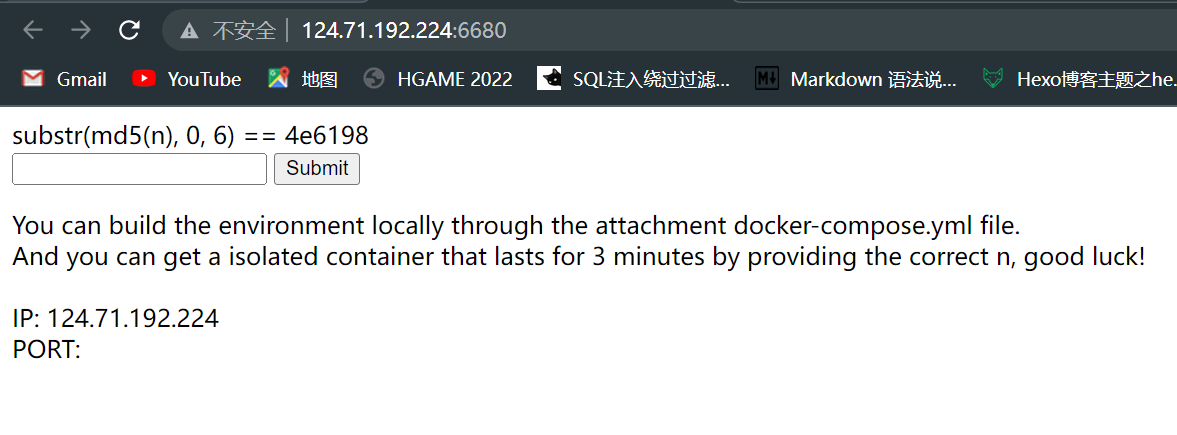 不安全 | 124.71.192.224:6680
Gmail YouTube 地图 HGAME 2022 SQL注入绕过过滤... Markdown 语法说... Hexo博客主题之he.
substr(md5(n), 0, 6) == 4e6198
Submit
You can build the environment locally through the attachment docker-compose.yml file.
And you can get a isolated container that lasts for 3 minutes by providing the correct n, good luck!
IP: 124.71.192.224
PORT: